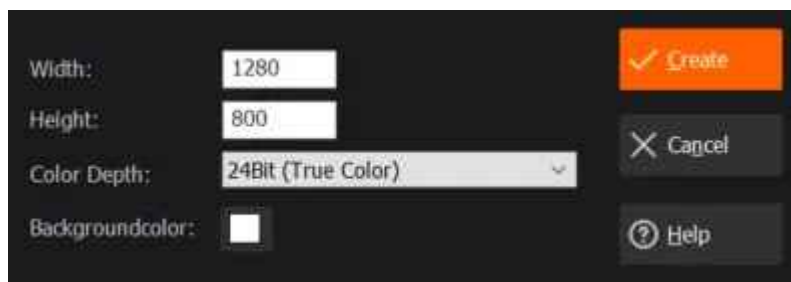 Width: 1280
Height: 800
Color Depth: 24Bit (True Color)
Backgroundcolor:
Create
Cancel
Help